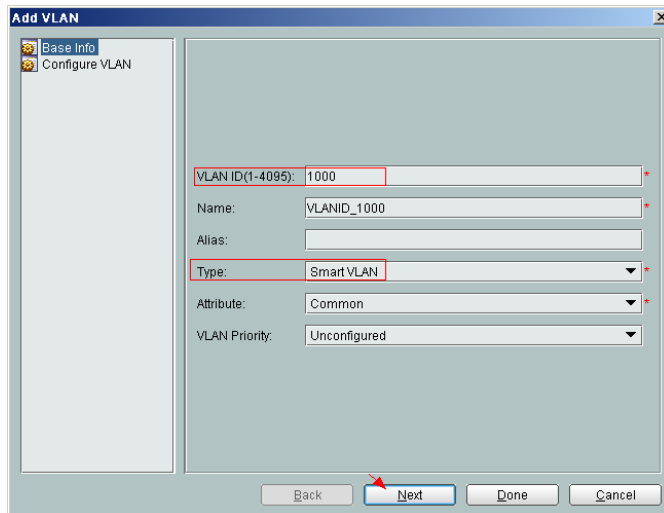 Add VLAN
Base Info
Configure VLAN
VLAN ID(1-4095): 1000 *
Name: VLANID_1000 *
Alias:
Type: Smart VLAN *
Attribute: Common *
VLAN Priority: Unconfigured
Back Next Done Cancel